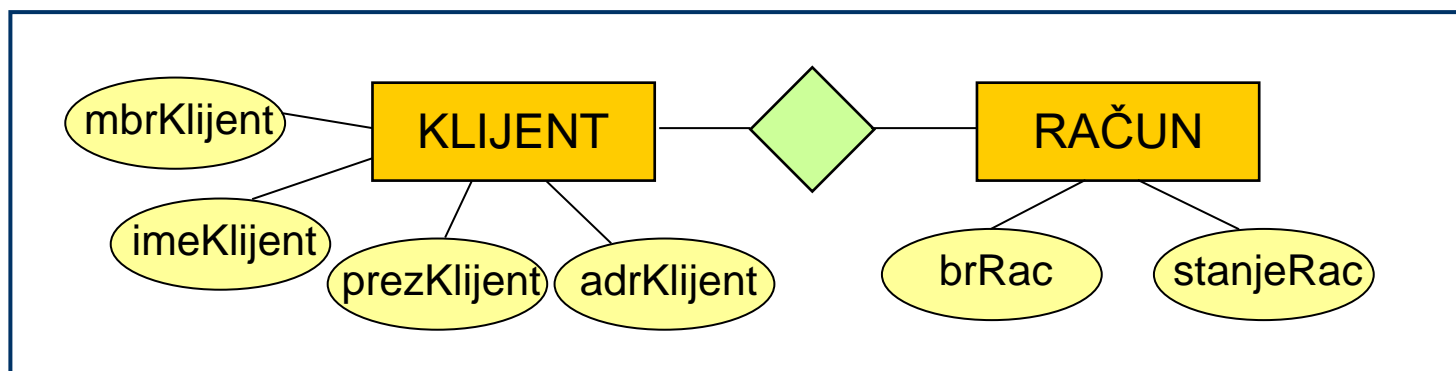 mbrKlijent
KLIJENT
RAČUN
imeKlijent
prezKlijent
adrKlijent
brRac
stanjeRac